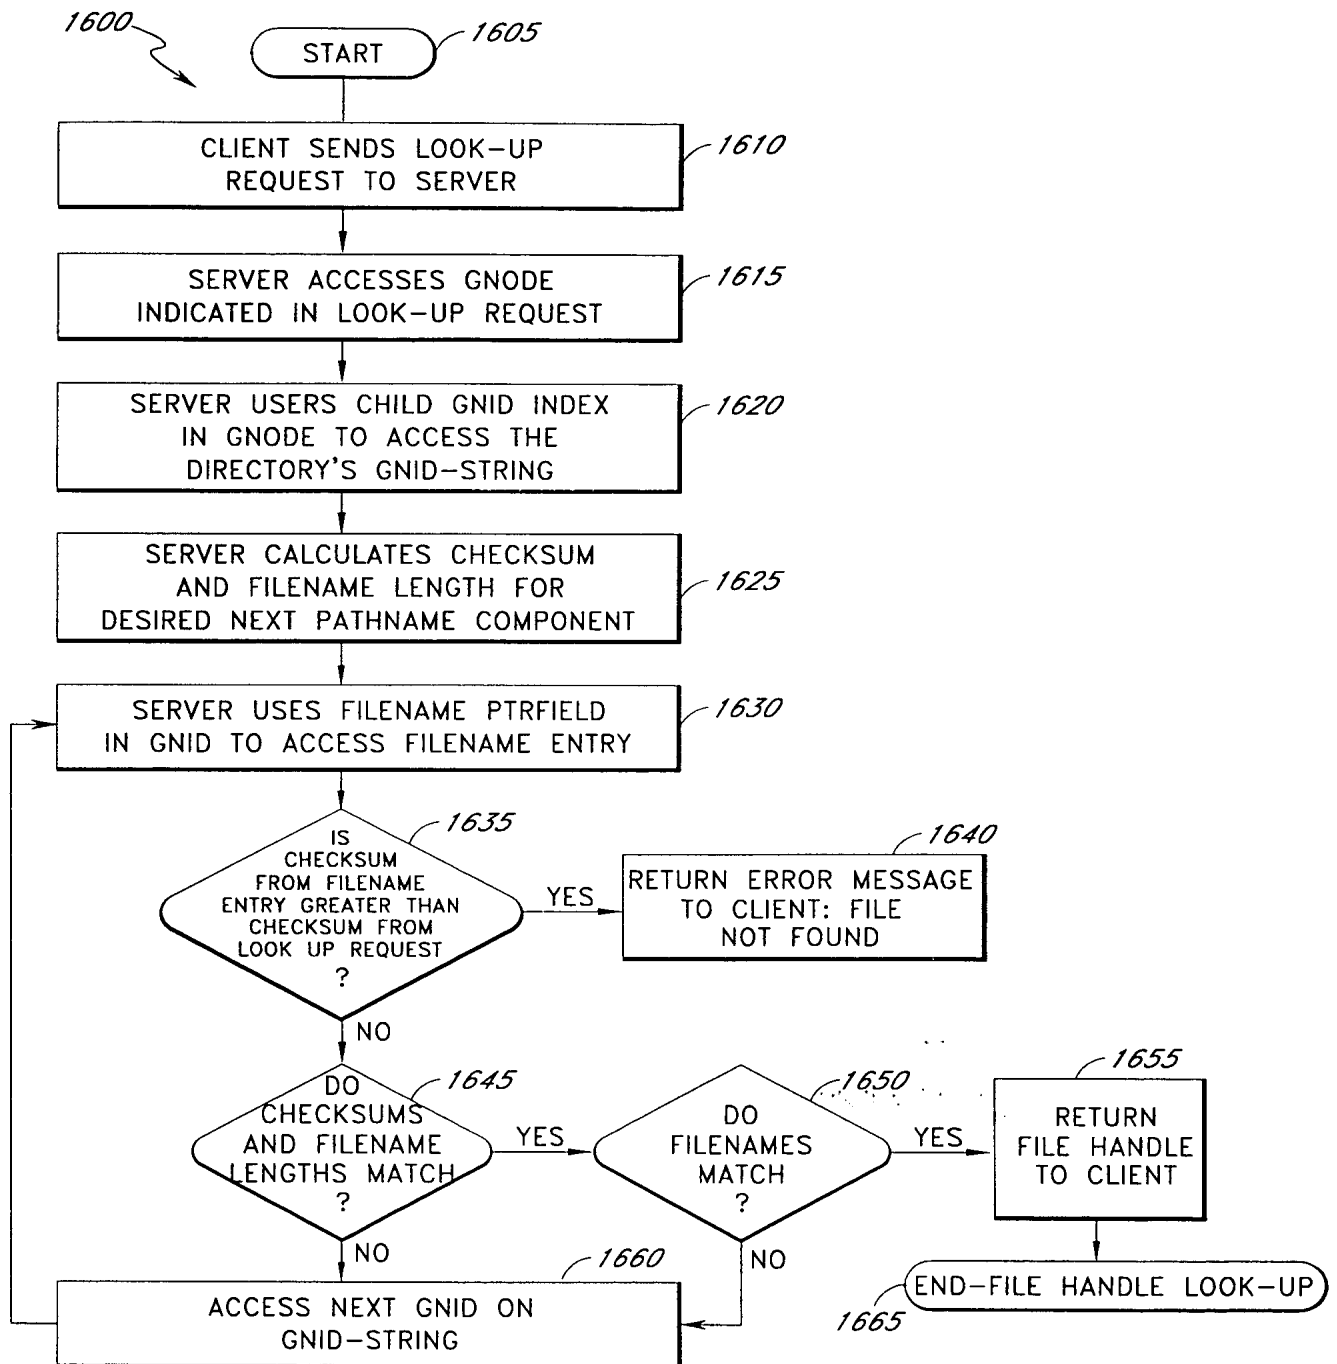 1600
START
1605
CLIENT SENDS LOOK-UP
REQUEST TO SERVER
1610
SERVER ACCESSES GNODE
INDICATED IN LOOK-UP REQUEST
1615
SERVER USERS CHILD GNID INDEX
IN GNODE TO ACCESS THE
DIRECTORY'S GNID-STRING
1620
SERVER CALCULATES CHECKSUM
AND FILENAME LENGTH FOR
DESIRED NEXT PATHNAME COMPONENT
1625
SERVER USES FILENAME PTRFIELD
IN GNID TO ACCESS FILENAME ENTRY
1630
IS
CHECKSUM
FROM FILENAME
ENTRY GREATER THAN
CHECKSUM FROM
LOOK UP REQUEST
?
1635
YES
NO
RETURN ERROR MESSAGE
TO CLIENT: FILE
NOT FOUND
1640
DO
CHECKSUMS
AND FILENAME
LENGTHS MATCH
?
1645
YES
NO
DO
FILENAMES
MATCH
?
1650
YES
NO
RETURN
FILE HANDLE
TO CLIENT
1655
ACCESS NEXT GNID ON
GNID-STRING
1660
END-FILE HANDLE LOOK-UP
1665